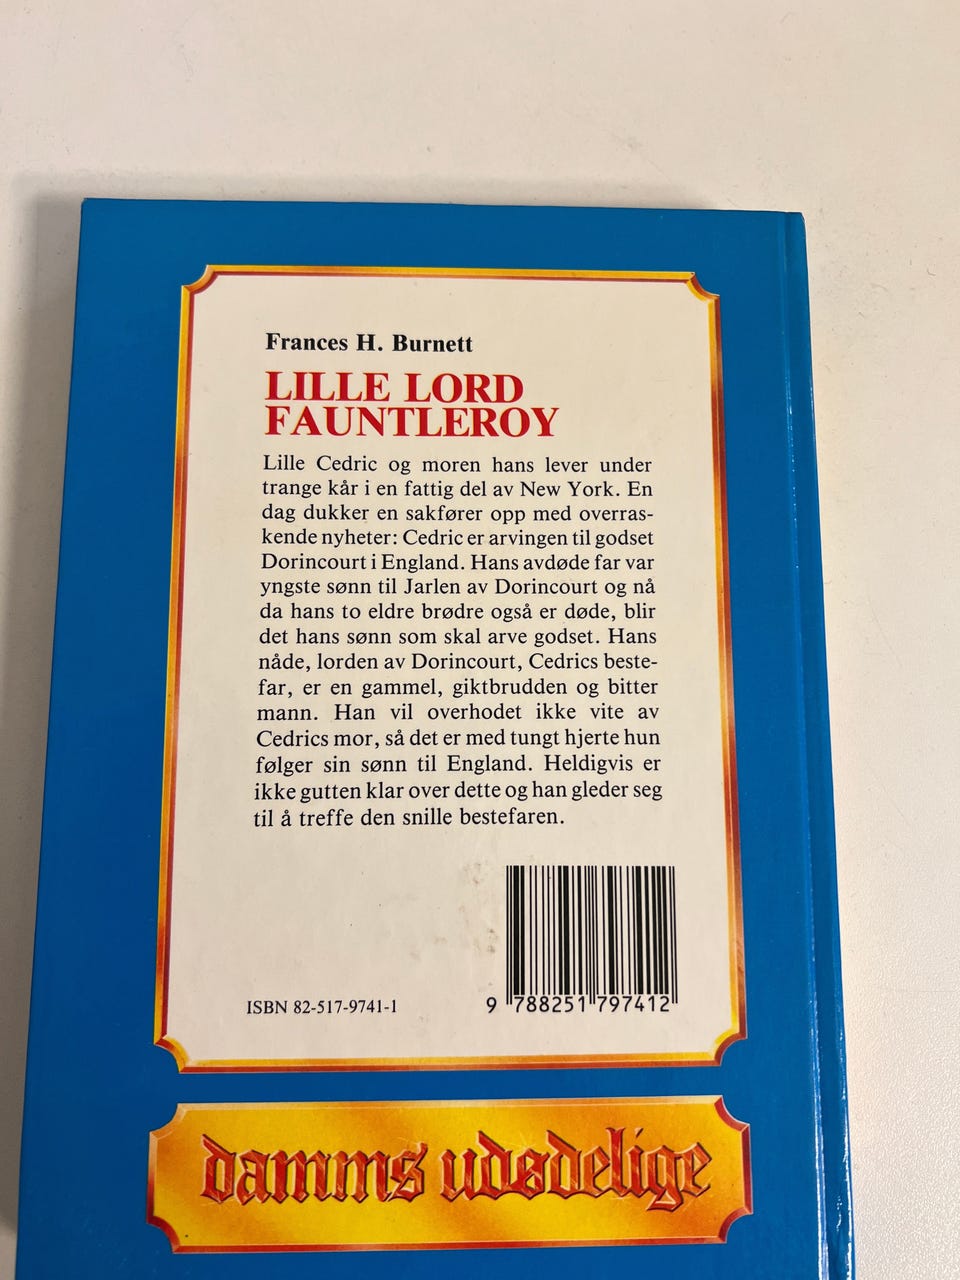 Frances H. Burnett
LILLE LORD
FAUNTLEROY
Lille Cedric og moren hans lever under
trange kår i en fattig del av New York. En
dag dukker en sakfører opp med overras-
kende nyheter: Cedric er arvingen til godset
Dorincourt i England. Hans avdøde far var
yngste sønn til Jarlen av Dorincourt og nå
da hans to eldre brødre også er døde, blir
det hans sønn som skal arve godset. Hans
nåde, lorden av Dorincourt, Cedrics beste-
far, er en gammel, giktbrudden og bitter
mann. Han vil overhodet ikke vite av
Cedrics mor, så det er med tungt hjerte hun
følger sin sønn til England. Heldigvis er
ikke gutten klar over dette og han gleder seg
til å treffe den snille bestefaren.
ISBN 82-517-9741-1
9 788251 797412
damms udødelige